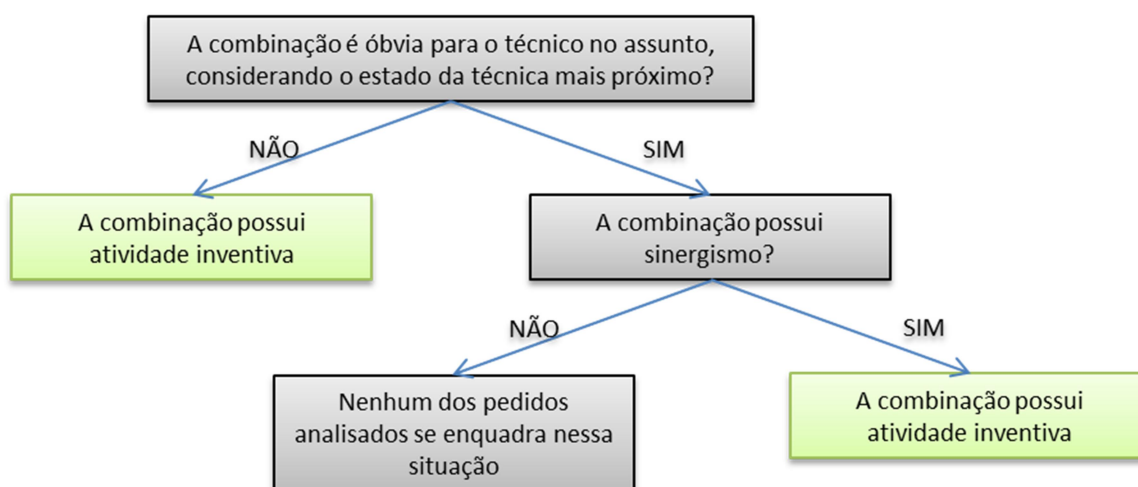 A combinação é óbvia para o técnico no assunto,
considerando o estado da técnica mais próximo?
NÃO
SIM
A combinação possui
atividade inventiva
A combinação possui
sinergismo?
NÃO
SIM
Nenhum dos pedidos
analisados se enquadra nessa
situação
A combinação possui
atividade inventiva